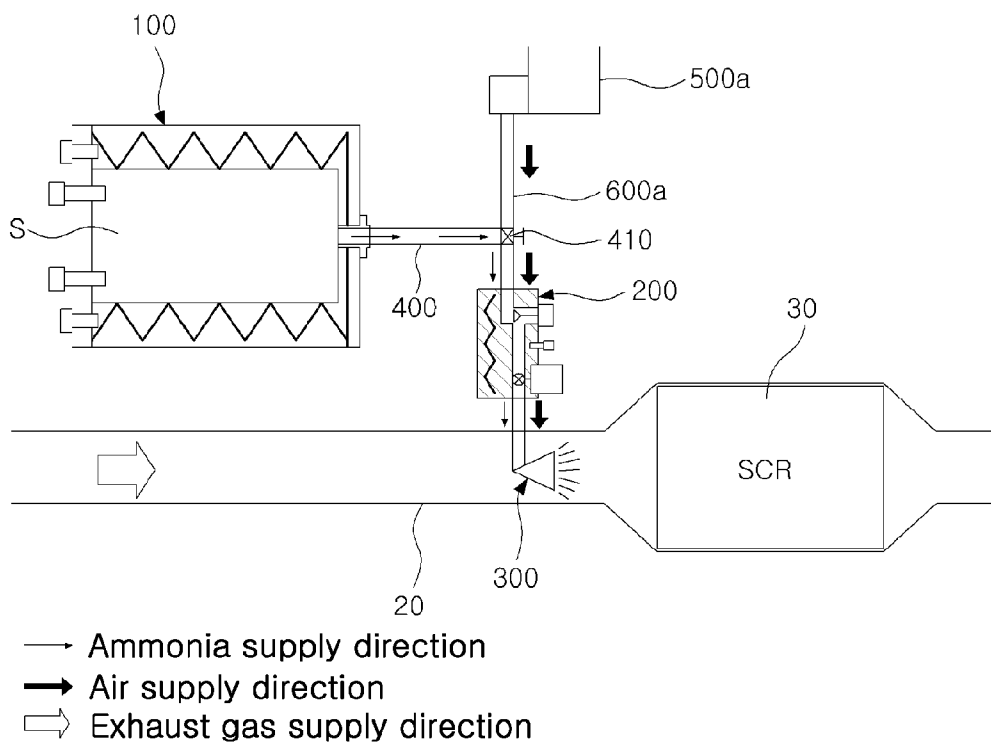 100
500a
600a
S
410
400
200
30
SCR
300
20
Ammonia supply direction
Air supply direction
Exhaust gas supply direction